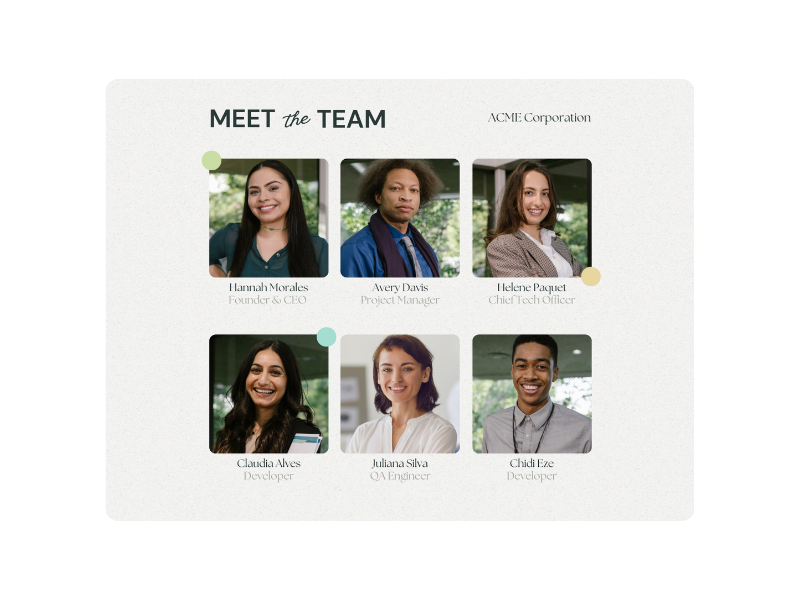 MEET the TEAM
ACME Corporation
Hannah Morales
Founder & CEO
Avery Davis
Project Manager
Helene Paquet
Chief Tech Officer
Claudia Alves
Developer
Juliana Silva
QA Engineer
Chidi Eze
Developer